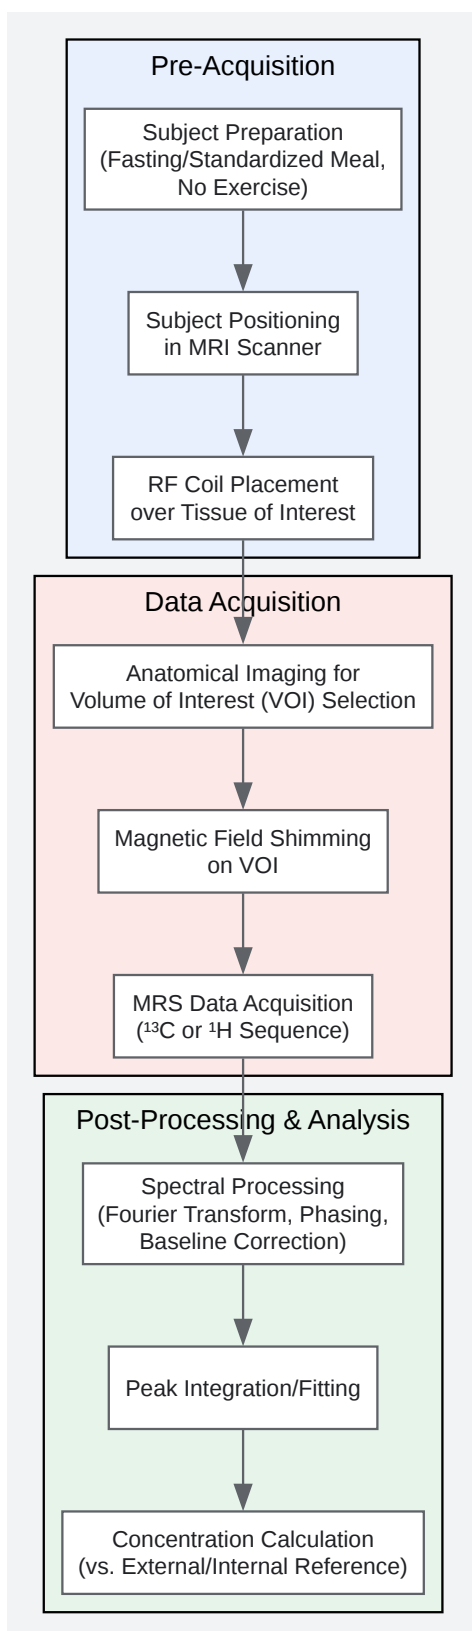 Pre-Acquisition
Subject Preparation
(Fasting/Standardized Meal,
No Exercise)
Subject Positioning
in MRI Scanner
RF Coil Placement
over Tissue of Interest
Data Acquisition
Anatomical Imaging for
Volume of Interest (VOI) Selection
Magnetic Field Shimming
on VOI
MRS Data Acquisition
(¹³C or ¹H Sequence)
Post-Processing & Analysis
Spectral Processing
(Fourier Transform, Phasing,
Baseline Correction)
Peak Integration/Fitting
Concentration Calculation
(vs. External/Internal Reference)